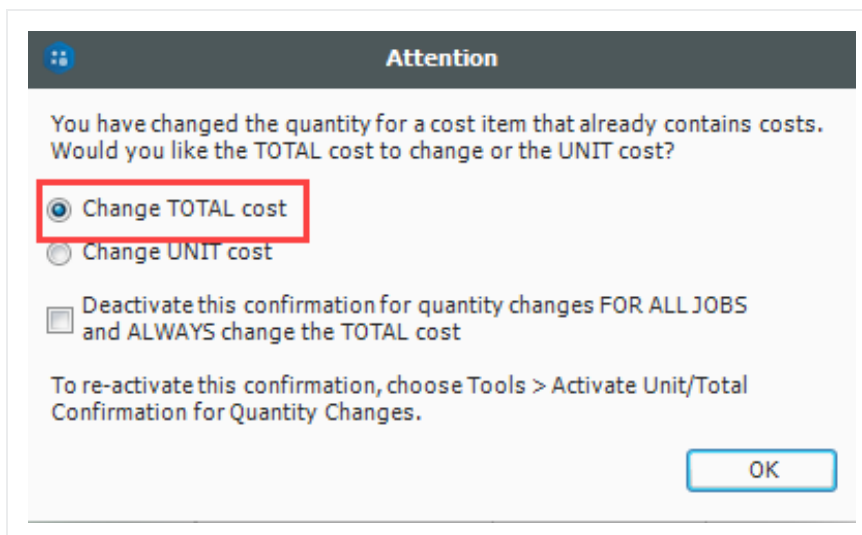 Attention
You have changed the quantity for a cost item that already contains costs.
Would you like the TOTAL cost to change or the UNIT cost?
Change TOTAL cost
Change UNIT cost
Deactivate this confirmation for quantity changes FOR ALL JOBS
and ALWAYS change the TOTAL cost
To re-activate this confirmation, choose Tools > Activate Unit/Total
Confirmation for Quantity Changes.
OK